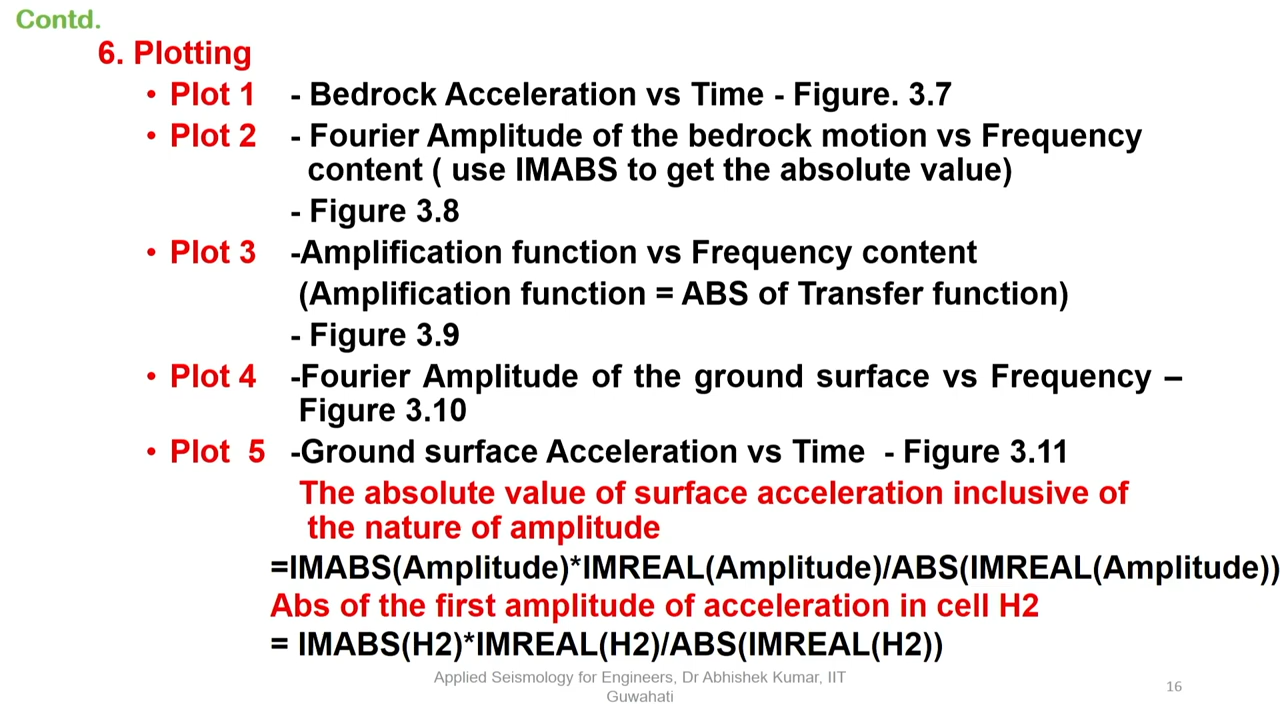 Contd.
6. Plotting
• Plot 1 - Bedrock Acceleration vs Time - Figure. 3.7
• Plot 2 - Fourier Amplitude of the bedrock motion vs Frequency
content ( use IMABS to get the absolute value)
- Figure 3.8
• Plot 3 -Amplification function vs Frequency content
(Amplification function = ABS of Transfer function)
- Figure 3.9
• Plot 4 -Fourier Amplitude of the ground surface vs Frequency –
Figure 3.10
• Plot 5 -Ground surface Acceleration vs Time - Figure 3.11
The absolute value of surface acceleration inclusive of
the nature of amplitude
=IMABS(Amplitude)*IMREAL(Amplitude)/ABS(IMREAL(Amplitude))
Abs of the first amplitude of acceleration in cell H2
= IMABS(H2)*IMREAL(H2)/ABS(IMREAL(H2))
Applied Seismology for Engineers, Dr Abhishek Kumar, IIT
Guwahati
16